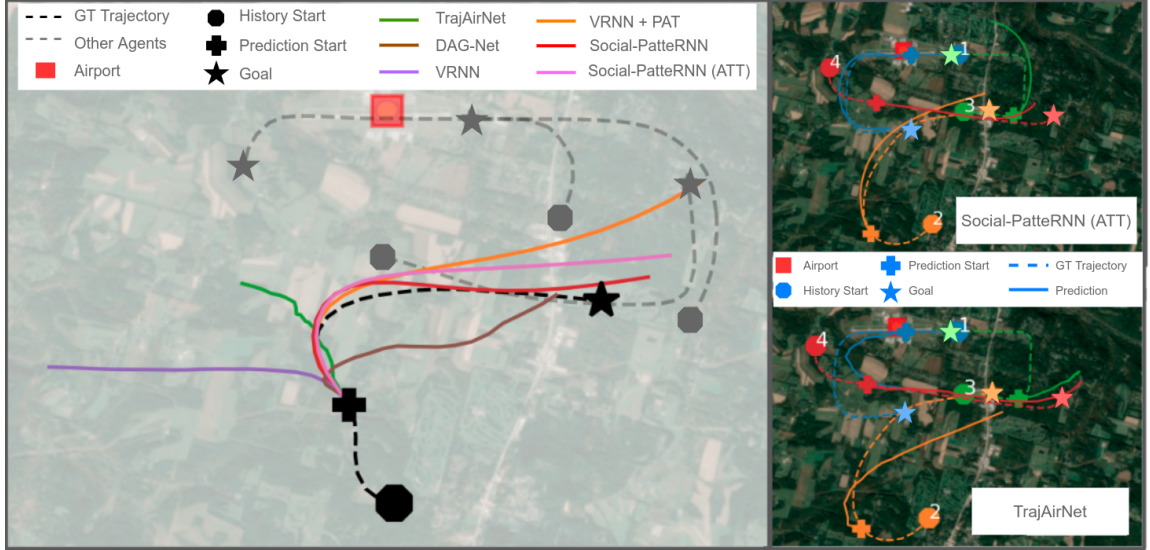 GT Trajectory
Other Agents
Airport
History Start
Prediction Start
Goal
TrajAirNet
DAG-Net
VRNN
VRNN + PAT
Social-PatteRNN
Social-PatteRNN (ATT)
1
4
3
2
Social-PatteRNN (ATT)
Airport Prediction Start GT Trajectory
History Start Goal Prediction
1
4
3
2
TrajAirNet